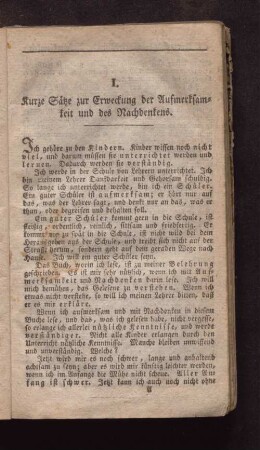 I.
Kurze Sätze zur Erweckung der Aufmerksam-
keit und des Nachdenkens.
Ich gehöre zu den Kindern. Kinder wissen noch nicht
viel, und darum müssen sie unterrichtet werden und
lernen. Dadurch werden sie verständig.
Ich werde in der Schule von Lehrern unterrichtet. Ich
bin meinem Lehrer Dankbarkeit und Gehorsam schuldig.
So lange ich unterrichtet werde, bin ich ein Schüler.
Ein guter Schüler ist aufmerksam; er hört nur auf
das, was der Lehrer sagt, und denkt nur an das, was er
thun, oder begreifen und behalten soll.
Ein guter Schüler kommt gern in die Schule, ist
fleißig, ordentlich, reinlich, still und friedfertig. Er
kommt nie zu spät in die Schule, ist nicht wild bei dem
Herausgehen aus der Schule, und treibt sich nicht auf den
Straßen herum, sondern geht auf dem geraden Wege nach
Hause. Ich will ein guter Schüler seyn.
Das Buch, worin ich lese, ist zu meiner Belehrung
geschrieben. Es ist mir sehr nützlich, wenn ich mit Auf-
merksamkeit und Nachdenken darin lese. Ich will
mich bemühen, das Gelesene zu verstehen. Wenn ich
etwas nicht verstehe, so will ich meinen Lehrer bitten, daß
er es mir erkläre.
Wenn ich aufmerksam und mit Nachdenken in diesem
Buche lese, und das, was ich gelesen habe, nicht vergesse,
so erlange ich allerlei nützliche Kenntnisse, und werde
verständiger. Nicht alle Kinder erlangen durch den
Unterricht nützliche Kenntnisse. Manche bleiben unwissend
und unverständig. Welche?
Jetzt wird mir es noch schwer, lange und anhaltend
achtsam zu seyn; aber es wird mir künftig leichter werden,
wenn ich im Anfange die Mühe nicht scheue. Aller An-
fang ist schwer. Jetzt kann ich auch noch nicht ohne